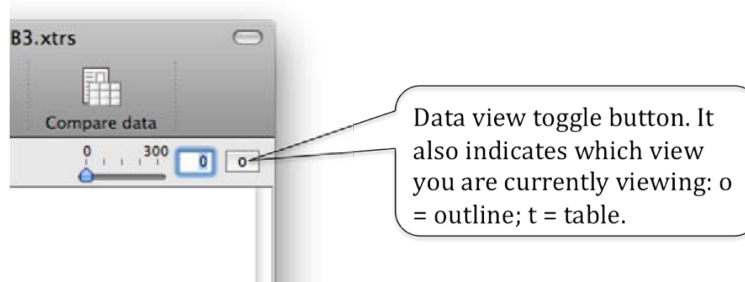 B3.xtrs
Compare data
0 300 0 o
Data view toggle button. It
also indicates which view
you are currently viewing: o
= outline; t = table.